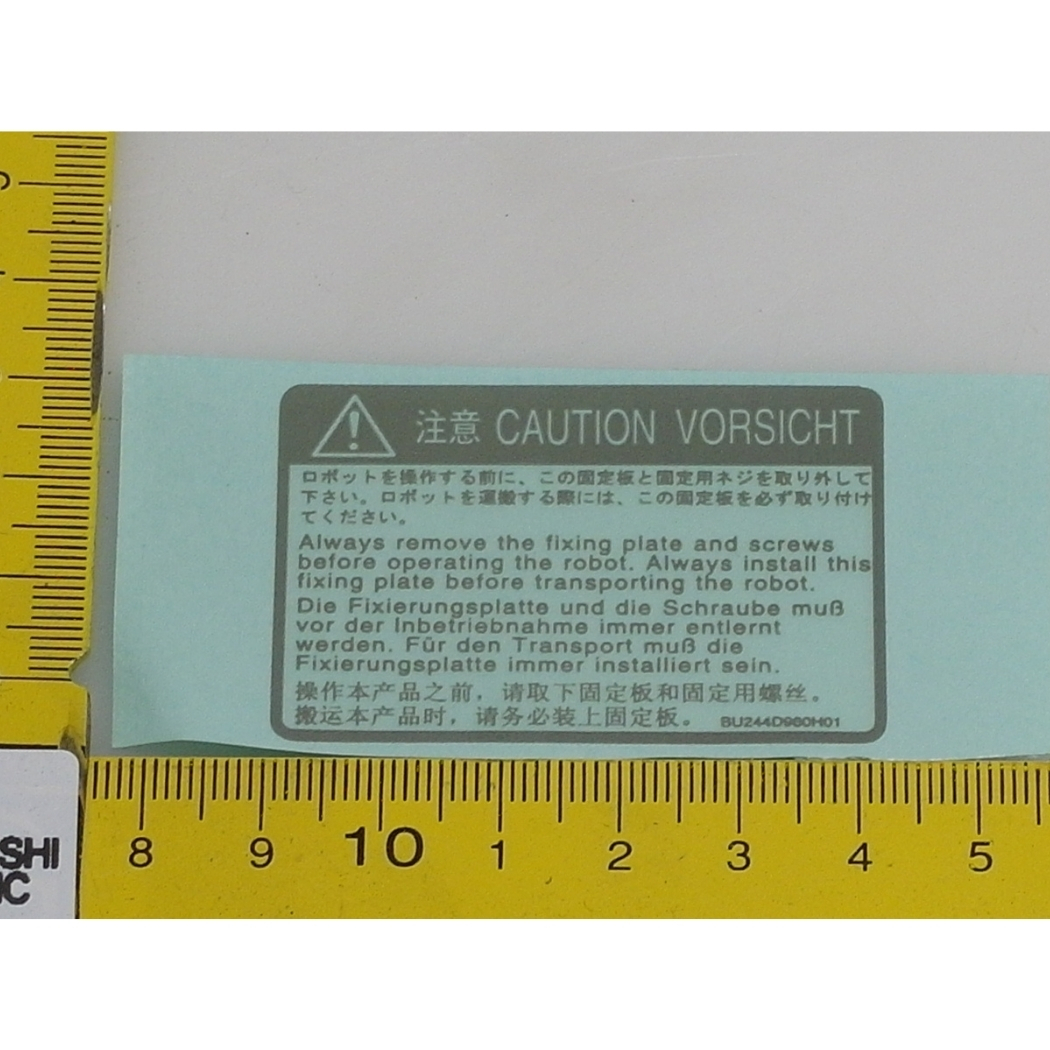 注意 CAUTION VORSICHT
ロボットを操作する前に、この固定板と固定用ネジを取り外して
下さい。ロボットを運搬する際には、この固定板を必ず取り付け
てください。
Always remove the fixing plate and screws
before operating the robot. Always install this
fixing plate before transporting the robot.
Die Fixierungsplatte und die Schraube muß
vor der Inbetriebnahme immer entlernt
werden. Für den Transport muß die
Fixierungsplatte immer installiert sein.
操作本产品之前，请取下固定板和固定用螺丝。
搬运本产品时，请务必装上固定板。 BU244D980H01
8 9 10 1 2 3 4 5
SHI